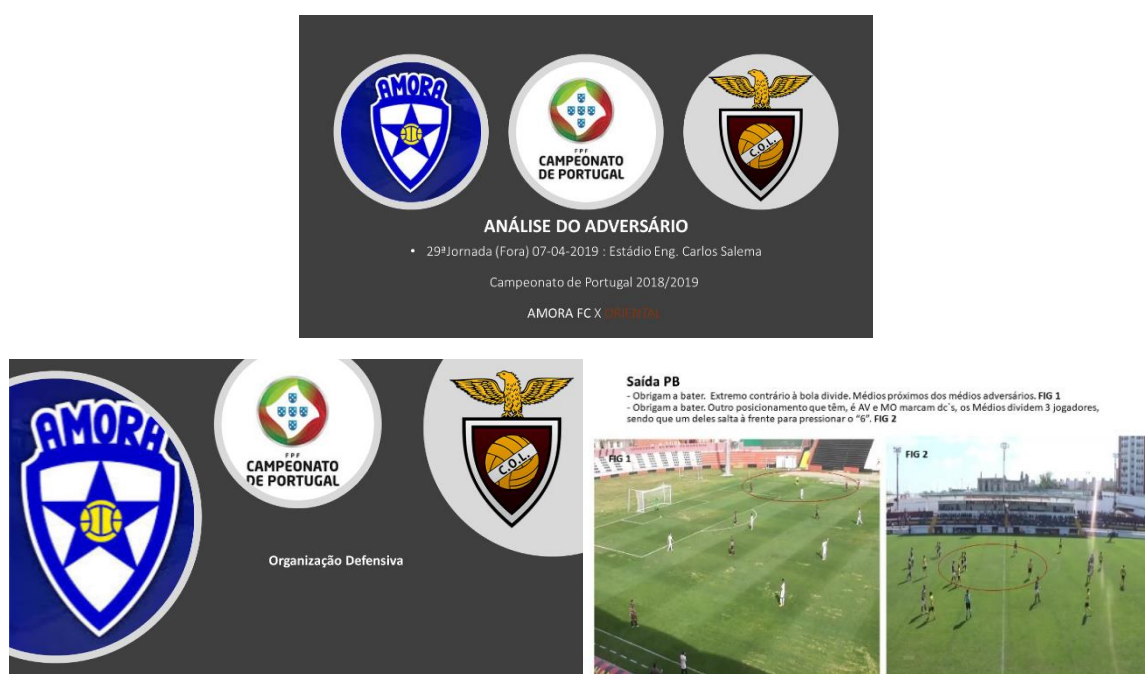 AMORA
FPF
CAMPEONATO
DE PORTUGAL
C.O.L.
ANÁLISE DO ADVERSÁRIO
• 29ªJornada (Fora) 07-04-2019 : Estádio Eng. Carlos Salema
Campeonato de Portugal 2018/2019
AMORA FC X ORIENTAL
AMORA
FPF
CAMPEONATO
DE PORTUGAL
C.O.L.
Organização Defensiva
Saída PB
- Obrigam a bater. Extremo contrário à bola divide. Médios próximos dos médios adversários. FIG 1
- Obrigam a bater. Outro posicionamento que têm, é AV e MO marcam dc`s, os Médios dividem 3 jogadores,
sendo que um deles salta à frente para pressionar o “6”. FIG 2
FIG 1
FIG 2